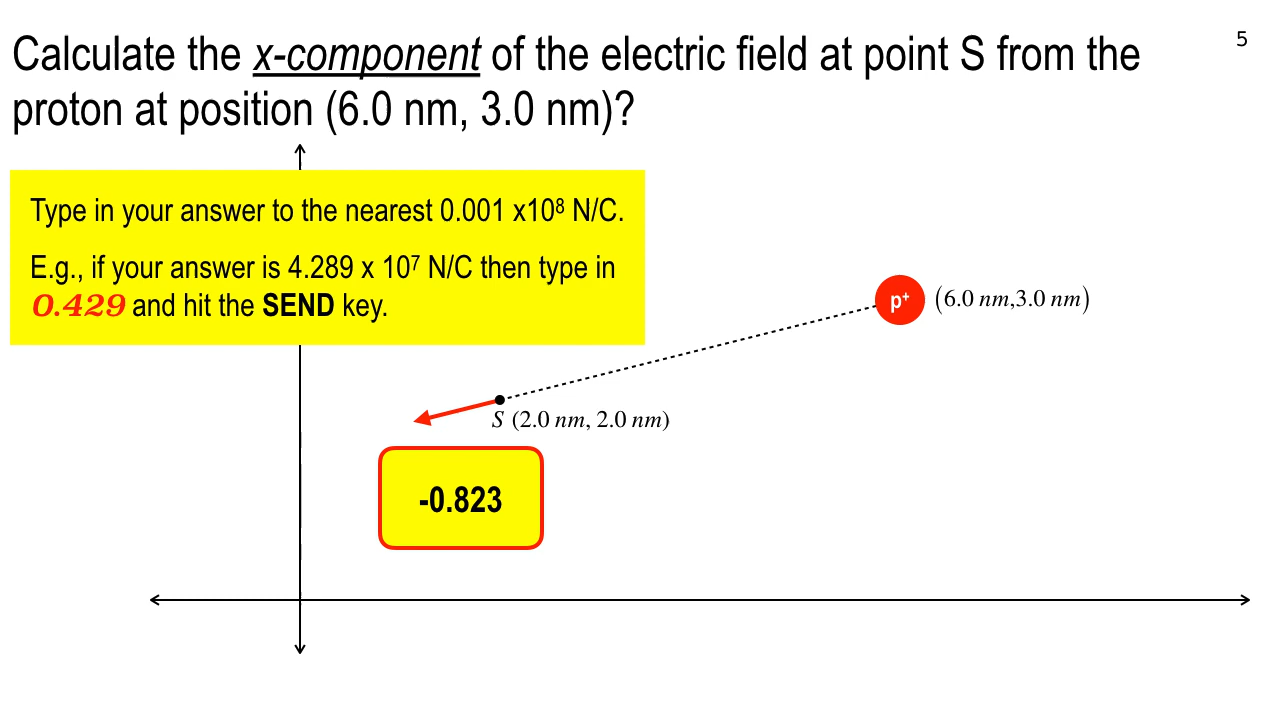 Calculate the x-component of the electric field at point S from the
5
proton at position (6.0 nm, 3.0 nm)?
Type in your answer to the nearest 0.001 x10⁸ N/C.
E.g., if your answer is 4.289 x 10⁷ N/C then type in
0.429 and hit the SEND key.
p⁺ (6.0 nm,3.0 nm)
S (2.0 nm, 2.0 nm)
-0.823